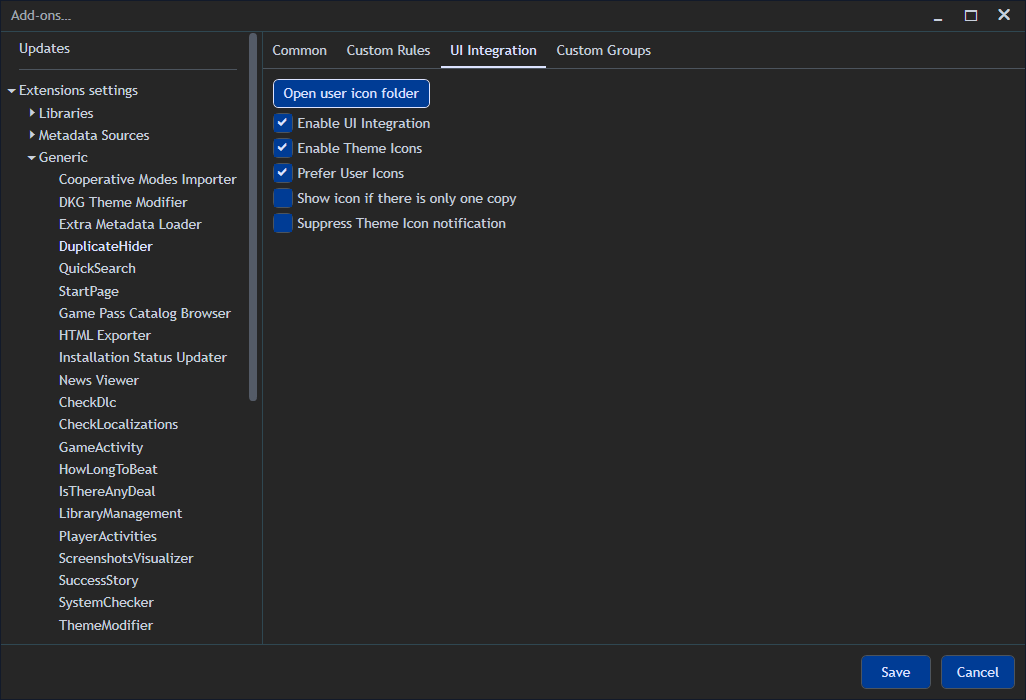 Add-ons...
Updates
Extensions settings
Libraries
Metadata Sources
Generic
Cooperative Modes Importer
DKG Theme Modifier
Extra Metadata Loader
DuplicateHider
QuickSearch
StartPage
Game Pass Catalog Browser
HTML Exporter
Installation Status Updater
News Viewer
CheckDlc
CheckLocalizations
GameActivity
HowLongToBeat
IsThereAnyDeal
LibraryManagement
PlayerActivities
ScreenshotsVisualizer
SuccessStory
SystemChecker
ThemeModifier
Common Custom Rules UI Integration Custom Groups
Open user icon folder
Enable UI Integration
Enable Theme Icons
Prefer User Icons
Show icon if there is only one copy
Suppress Theme Icon notification
Save Cancel